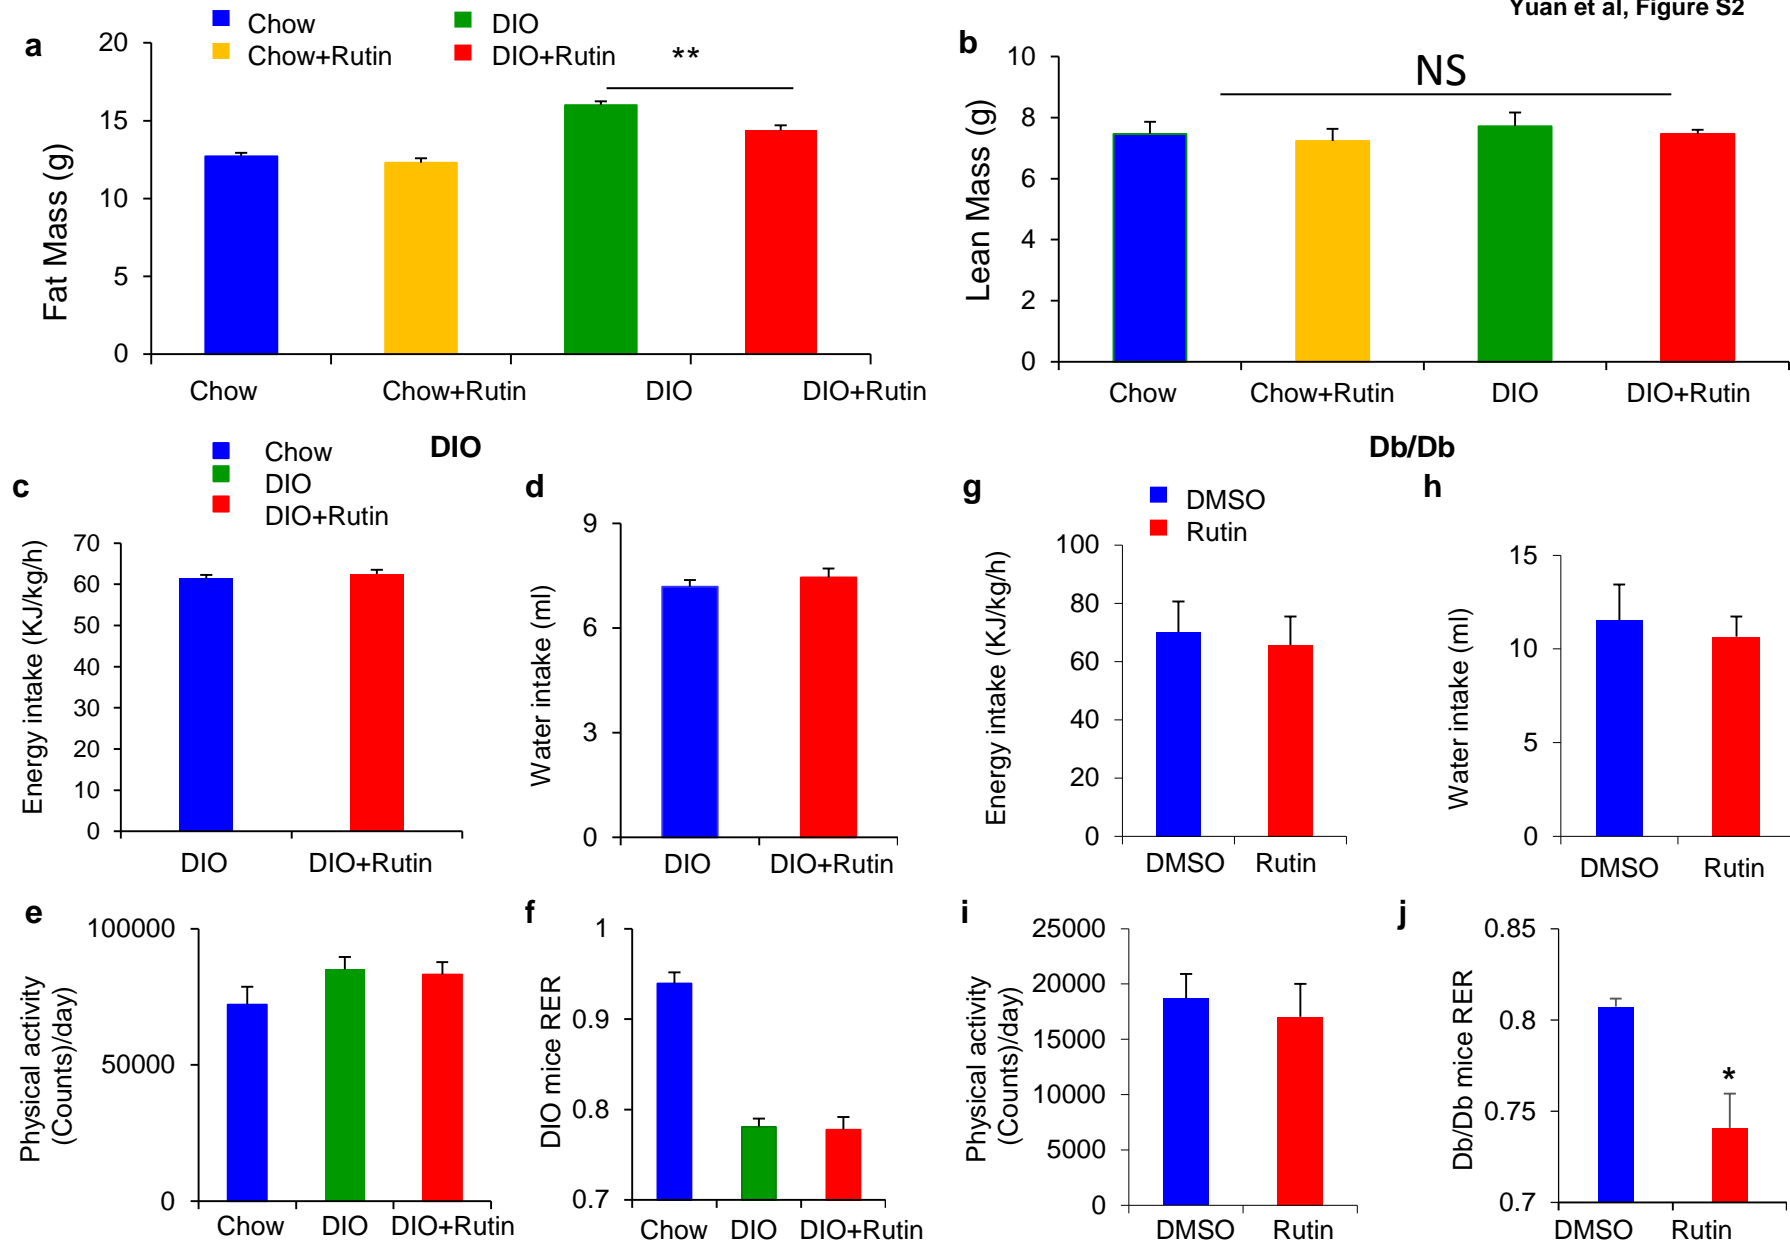 Yuan et al, Figure S2
Chow
DIO
Chow+Rutin
DIO+Rutin
a
20
15
10
5
0
Fat Mass (g)
**
Chow
Chow+Rutin
DIO
DIO+Rutin
b
10
8
6
4
2
0
Lean Mass (g)
NS
Chow
Chow+Rutin
DIO
DIO+Rutin
Chow
DIO
DIO+Rutin
DIO
c
70
60
50
40
30
20
10
0
Energy intake (KJ/kg/h)
DIO
DIO+Rutin
d
9
6
3
0
Water intake (ml)
DIO
DIO+Rutin
Db/Db
g
DMSO
Rutin
100
80
60
40
20
0
Energy intake (KJ/kg/h)
DMSO
Rutin
h
15
10
5
0
Water intake (ml)
DMSO
Rutin
e
100000
50000
0
Physical activity
(Counts)/day)
Chow
DIO
DIO+Rutin
f
1
0.9
0.8
0.7
DIO mice RER
Chow
DIO
DIO+Rutin
i
25000
20000
15000
10000
5000
0
Physical activity
(Counts)/day)
DMSO
Rutin
j
0.85
0.8
0.75
0.7
Db/Db mice RER
*
DMSO
Rutin